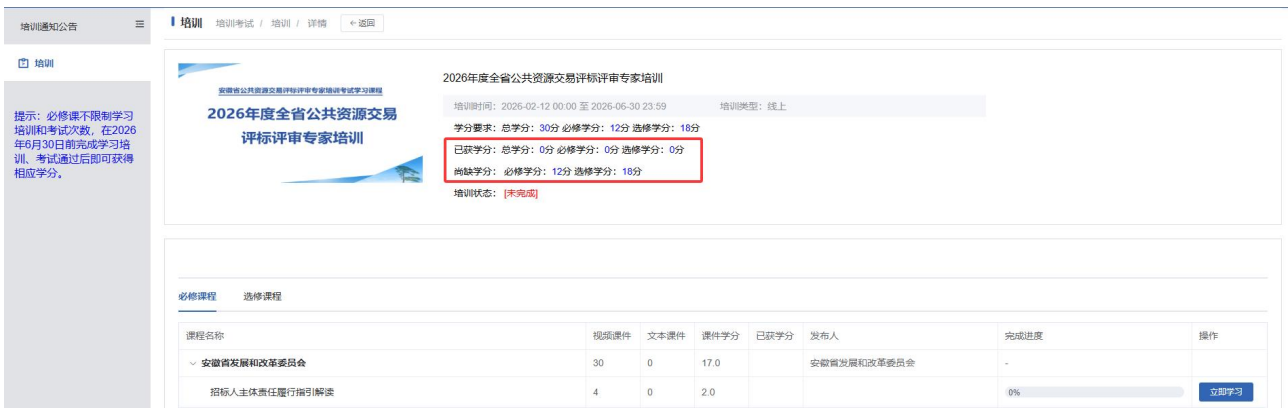 培训通知公告
培训 培训考试 / 培训 / 详情 返回
培训
提示：必修课不限制学习
培训和考试次数，在2026
年6月30日前完成学习培
训、考试通过后即可获得
相应学分。
安徽省公共资源交易评标评审专家培训考试学习课程
2026年度全省公共资源交易
评标评审专家培训
2026年度全省公共资源交易评标评审专家培训
培训时间：2026-02-12 00:00 至 2026-06-30 23:59 培训类型：线上
学分要求：总学分：30分 必修学分：12分 选修学分：18分
已获学分：总学分：0分 必修学分：0分 选修学分：0分
尚缺学分： 必修学分：12分 选修学分：18分
培训状态： [未完成]
必修课程 选修课程
课程名称 视频课件 文本课件 课件学分 已获学分 发布人 完成进度 操作
安徽省发展和改革委员会 30 0 17.0 安徽省发展和改革委员会 -
招标人主体责任履行指引解读 4 0 2.0 0% 立即学习